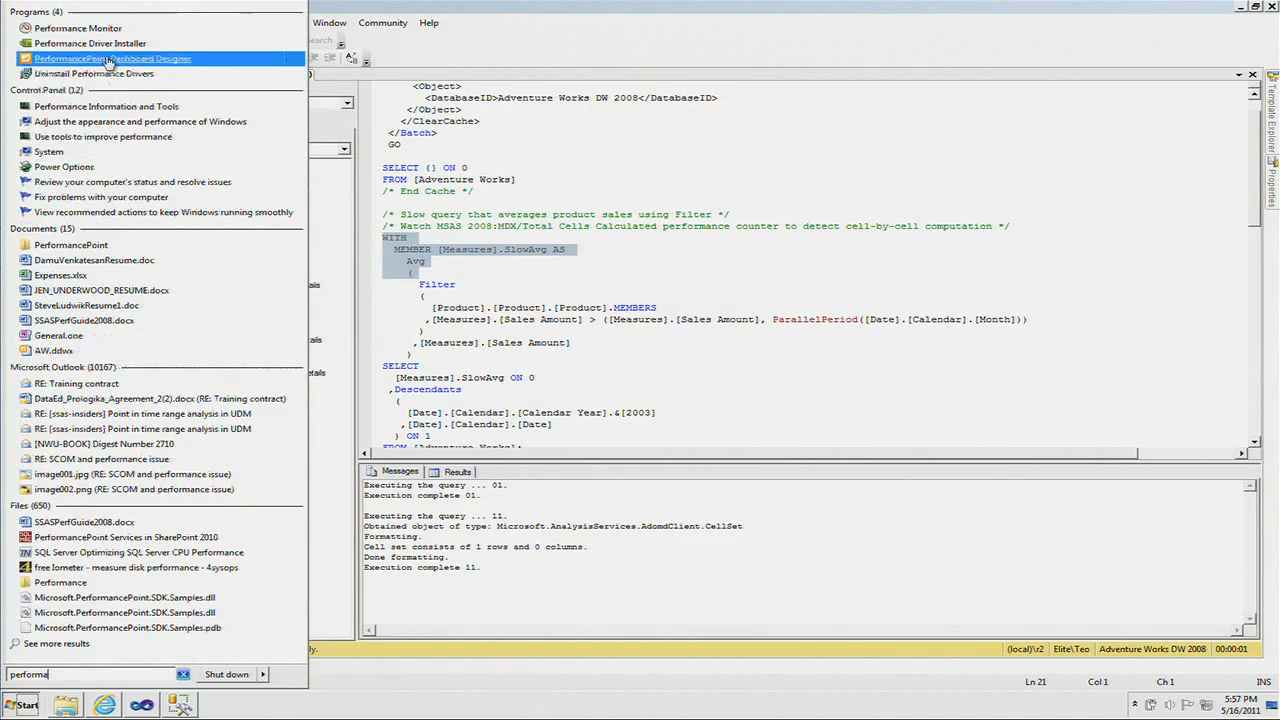 Programs (4)
Performance Monitor
Performance Driver Installer
PerformancePoint Dashboard Designer
Uninstall Performance Drivers
Control Panel (12)
Performance Information and Tools
Adjust the appearance and performance of Windows
Use tools to improve performance
System
Power Options
Review your computer's status and resolve issues
Fix problems with your computer
View recommended actions to keep Windows running smoothly
Documents (15)
PerformancePoint
DamuVenkatesanResume.doc
Expenses.xlsx
JEN_UNDERWOOD_RESUME.docx
SteveLudwikResume1.doc
SSASPerfGuide2008.docx
General.one
AW.ddwx
Microsoft Outlook (10167)
RE: Training contract
DataEd_Prologika_Agreement_2(2).docx (RE: Training contract)
RE: [ssas-insiders] Point in time range analysis in UDM
RE: [ssas-insiders] Point in time range analysis in UDM
[NWU-BOOK] Digest Number 2710
RE: SCOM and performance issue
image001.jpg (RE: SCOM and performance issue)
image002.png (RE: SCOM and performance issue)
Files (650)
SSASPerfGuide2008.docx
PerformancePoint Services in SharePoint 2010
SQL Server Optimizing SQL Server CPU Performance
free Iometer - measure disk performance - 4sysops
Performance
Microsoft.PerformancePoint.SDK.Samples.dll
Microsoft.PerformancePoint.SDK.Samples.dll
Microsoft.PerformancePoint.SDK.Samples.pdb
See more results
performa
Shut down
Start
Window Community Help
<Object>
<DatabaseID>Adventure Works DW 2008</DatabaseID>
</Object>
</ClearCache>
</Batch>
GO
SELECT {} ON 0
FROM [Adventure Works]
/* End Cache */
/* Slow query that averages product sales using Filter */
/* Watch MSAS 2008:MDX/Total Cells Calculated performance counter to detect cell-by-cell computation */
WITH
MEMBER [Measures].SlowAvg AS
Avg
(
Filter
(
[Product].[Product].[Product].MEMBERS
,[Measures].[Sales Amount] > ([Measures].[Sales Amount], ParallelPeriod([Date].[Calendar].[Month]))
)
,[Measures].[Sales Amount]
)
SELECT
[Measures].SlowAvg ON 0
,Descendants
(
[Date].[Calendar].[Calendar Year].&[2003]
,[Date].[Calendar].[Date]
) ON 1
FROM [Adventure Works];
Template Explorer
Properties
Messages Results
Executing the query ... 01.
Execution complete 01.
Executing the query ... 11.
Obtained object of type: Microsoft.AnalysisServices.AdomdClient.CellSet
Formatting.
Cell set consists of 1 rows and 0 columns.
Done formatting.
Execution complete 11.
(local)\r2 Elite\Teo Adventure Works DW 2008 00:00:01
Ln 21 Col 1 Ch 1 INS
5:57 PM
5/16/2011